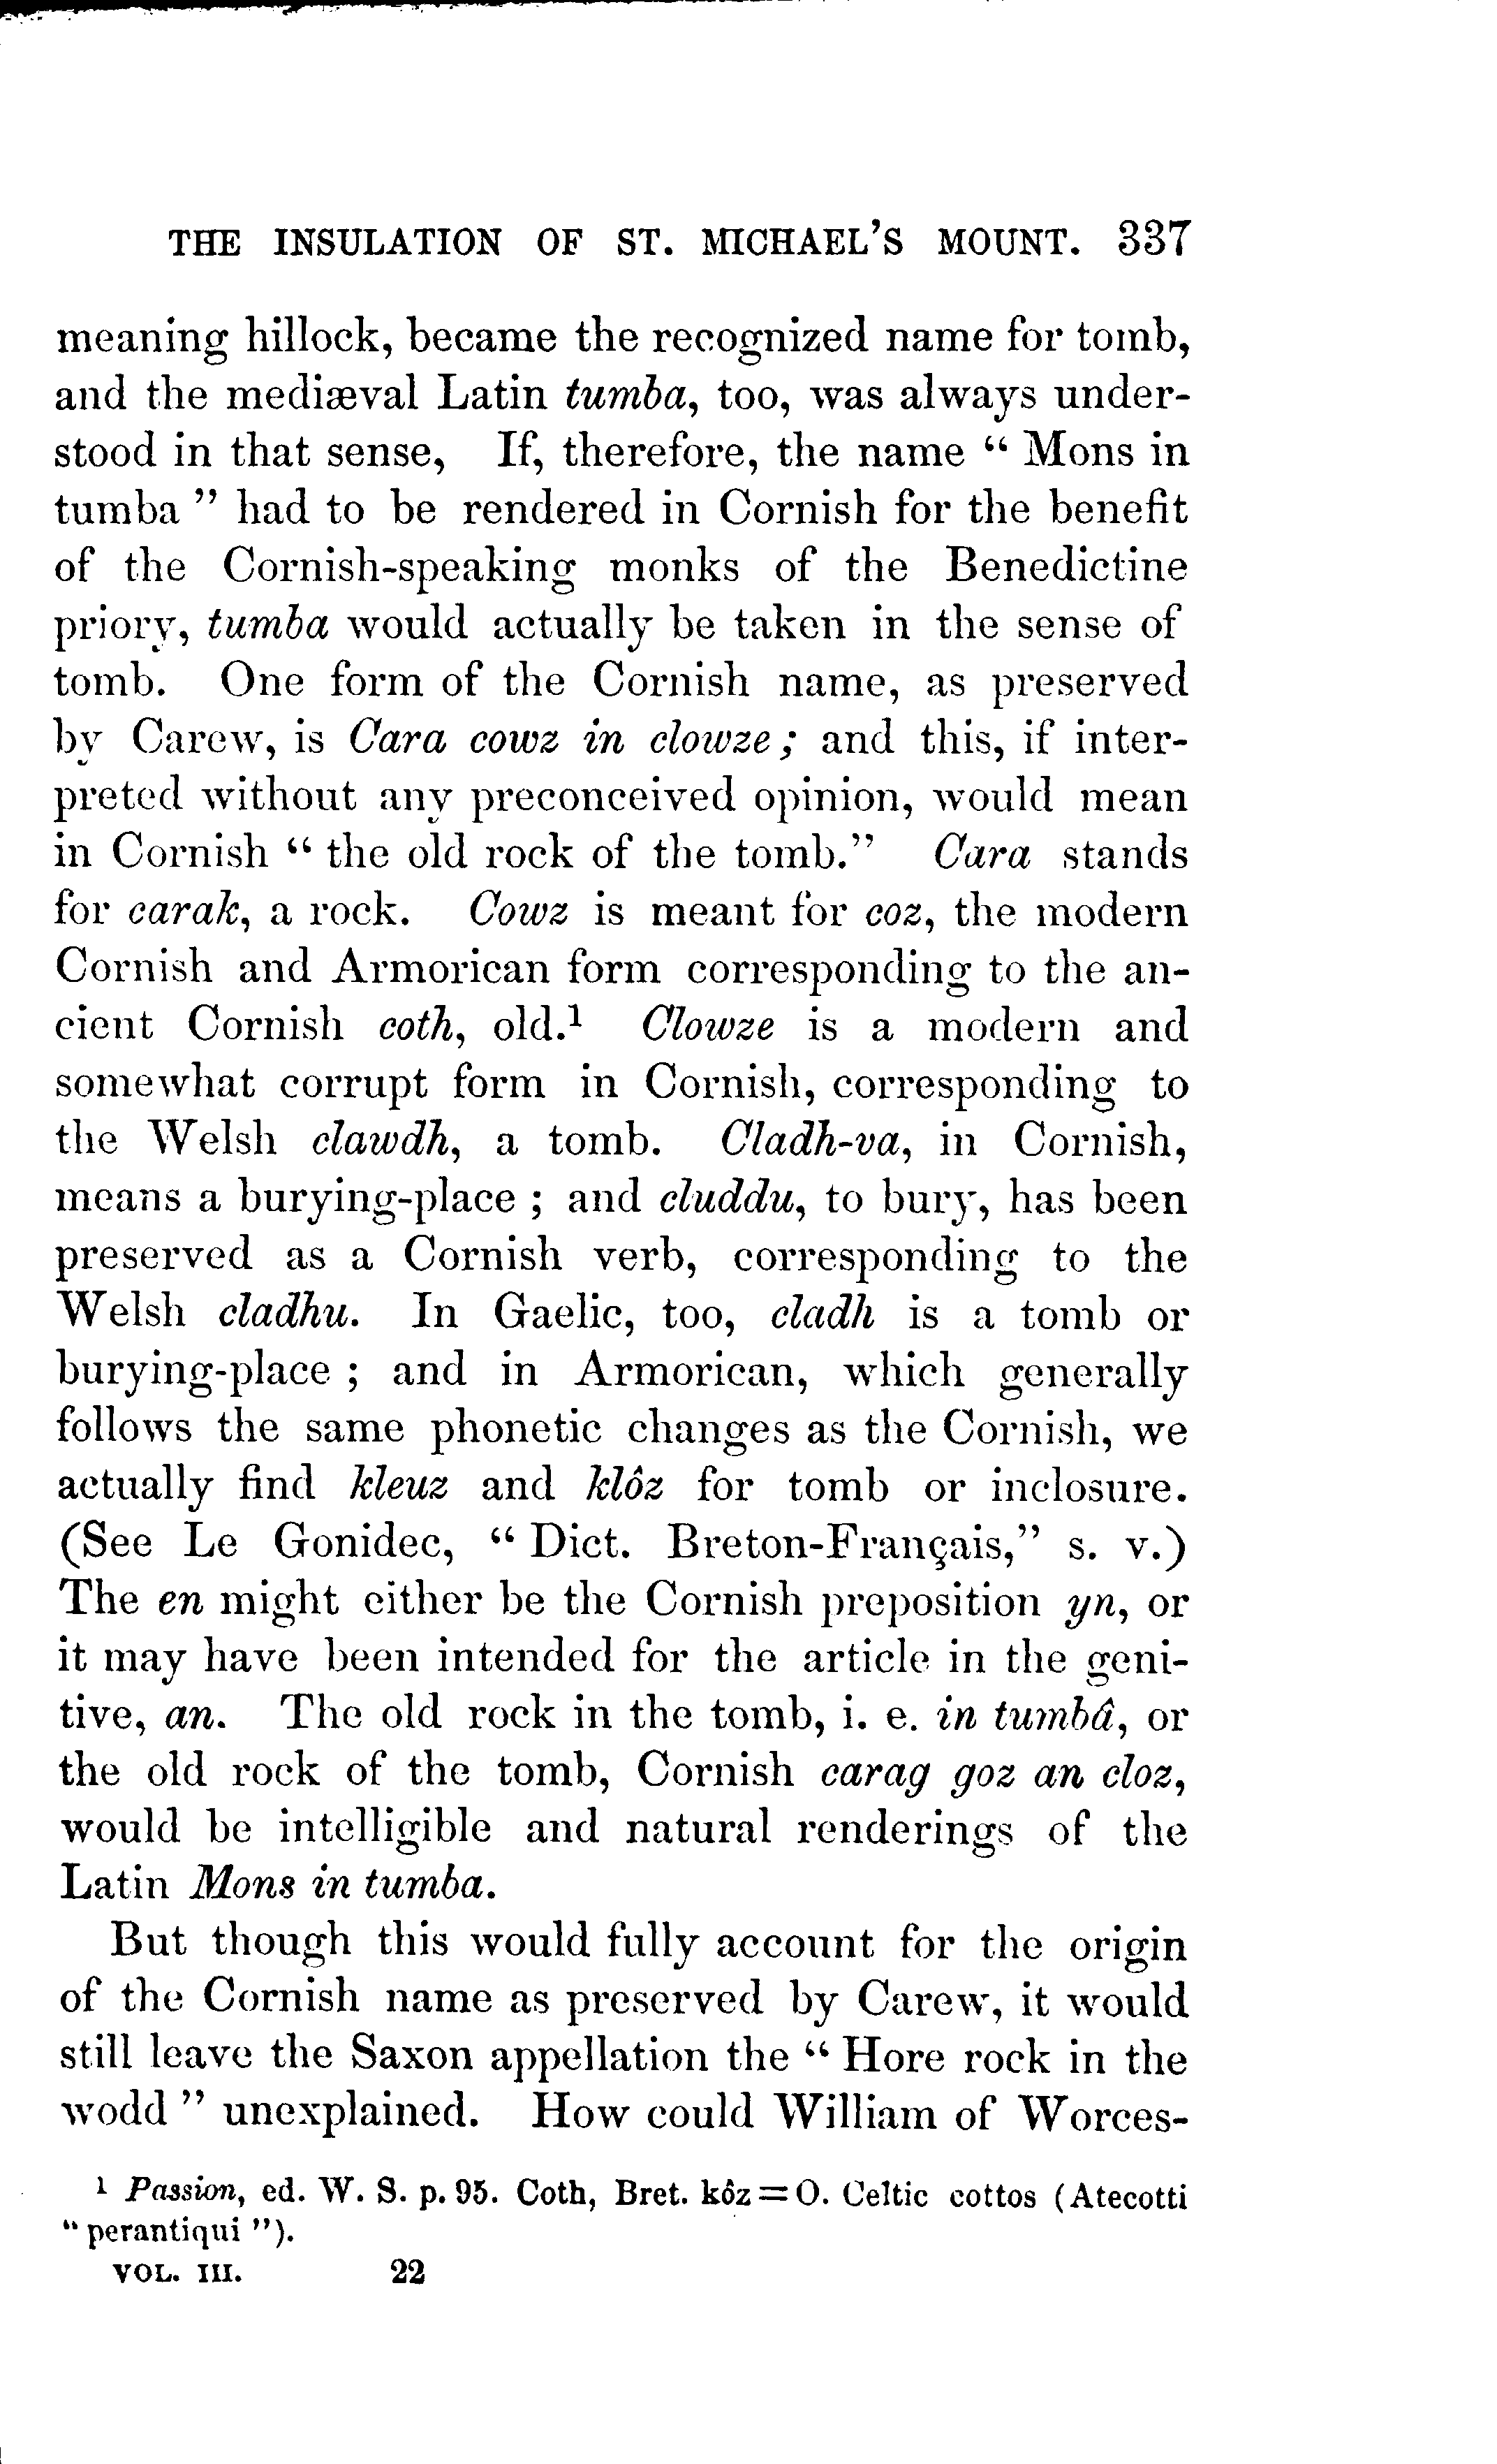 THE INSULATION OF ST. MICHAEL'S MOUNT. 337
meaning hillock, became the recognized name for tomb,
and the mediæval Latin tumba, too, was always under-
stood in that sense, If, therefore, the name “ Mons in
tumba ” had to be rendered in Cornish for the benefit
of the Cornish-speaking monks of the Benedictine
priory, tumba would actually be taken in the sense of
tomb. One form of the Cornish name, as preserved
by Carew, is Cara cowz in clowze ; and this, if inter-
preted without any preconceived opinion, would mean
in Cornish “ the old rock of the tomb.” Cara stands
for carak, a rock. Cowz is meant for coz, the modern
Cornish and Armorican form corresponding to the an-
cient Cornish coth, old.¹ Clowze is a modern and
somewhat corrupt form in Cornish, corresponding to
the Welsh clawdh, a tomb. Cladh-va, in Cornish,
means a burying-place ; and cluddu, to bury, has been
preserved as a Cornish verb, corresponding to the
Welsh cladhu. In Gaelic, too, cladh is a tomb or
burying-place ; and in Armorican, which generally
follows the same phonetic changes as the Cornish, we
actually find kleuz and klôz for tomb or inclosure.
(See Le Gonidec, “ Dict. Breton-Français,” s. v.)
The en might either be the Cornish preposition yn, or
it may have been intended for the article in the geni-
tive, an. The old rock in the tomb, i. e. in tumbâ, or
the old rock of the tomb, Cornish carag goz an cloz,
would be intelligible and natural renderings of the
Latin Mons in tumba.
But though this would fully account for the origin
of the Cornish name as preserved by Carew, it would
still leave the Saxon appellation the “ Hore rock in the
wodd ” unexplained. How could William of Worces-
¹ Passion, ed. W. S. p. 95. Coth, Bret. kôz = O. Celtic cottos (Atecotti
“ perantiqui ”).
VOL. III. 22